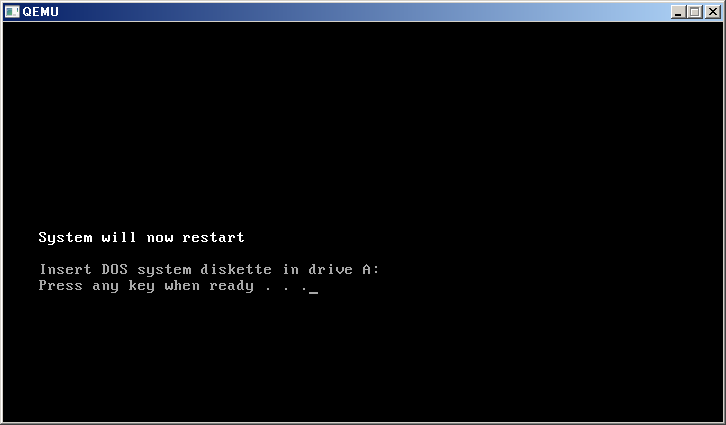 QEMU
System will now restart
Insert DOS system diskette in drive A:
Press any key when ready . . ._